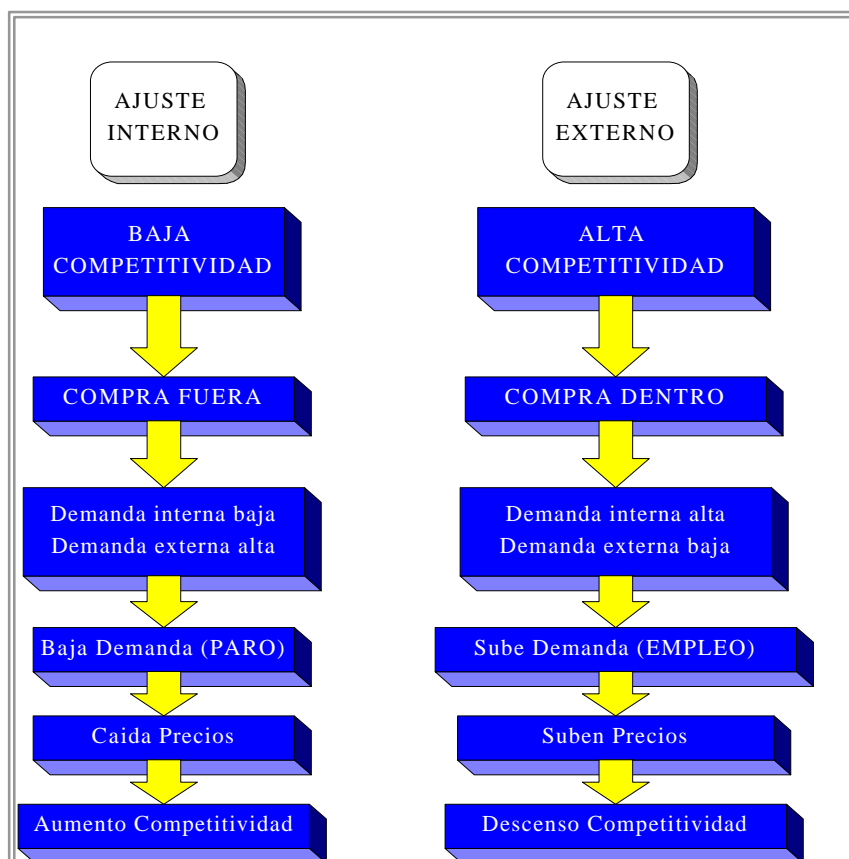 AJUSTE
INTERNO
BAJA
COMPETITIVIDAD
COMPRA FUERA
Demanda interna baja
Demanda externa alta
Baja Demanda (PARO)
Caida Precios
Aumento Competitividad
AJUSTE
EXTERNO
ALTA
COMPETITIVIDAD
COMPRA DENTRO
Demanda interna alta
Demanda externa baja
Sube Demanda (EMPLEO)
Suben Precios
Descenso Competitividad